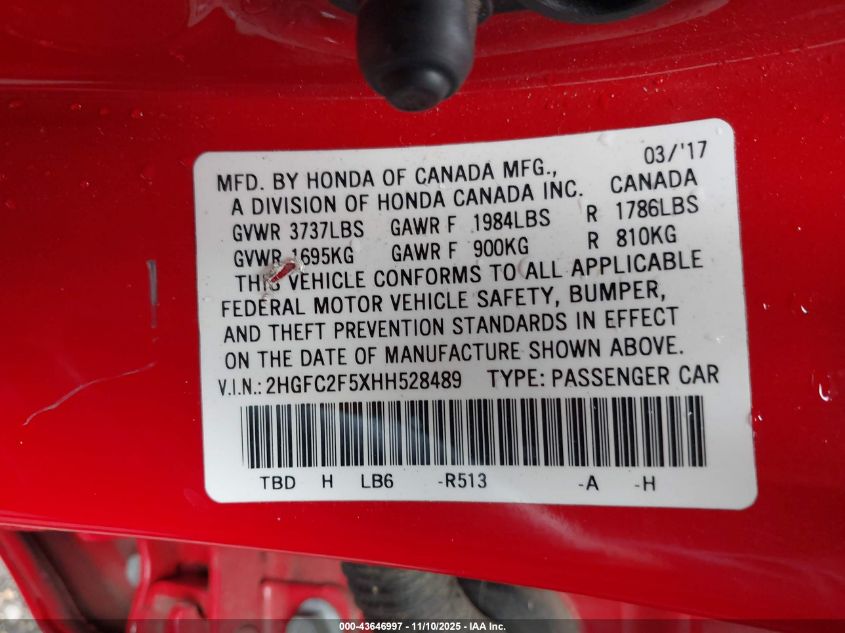 03/'17
MFD. BY HONDA OF CANADA MFG., CANADA
A DIVISION OF HONDA CANADA INC.
GVWR 3737LBS GAWR F 1984LBS R 1786LBS
GVWR 1695KG GAWR F 900KG R 810KG
THIS VEHICLE CONFORMS TO ALL APPLICABLE
FEDERAL MOTOR VEHICLE SAFETY, BUMPER,
AND THEFT PREVENTION STANDARDS IN EFFECT
ON THE DATE OF MANUFACTURE SHOWN ABOVE.
V.I.N.: 2HGFC2F5XHH528489 TYPE: PASSENGER CAR
TBD H LB6 -R513 -A -H
000-43646997 - 11/10/2025 - IAA Inc.